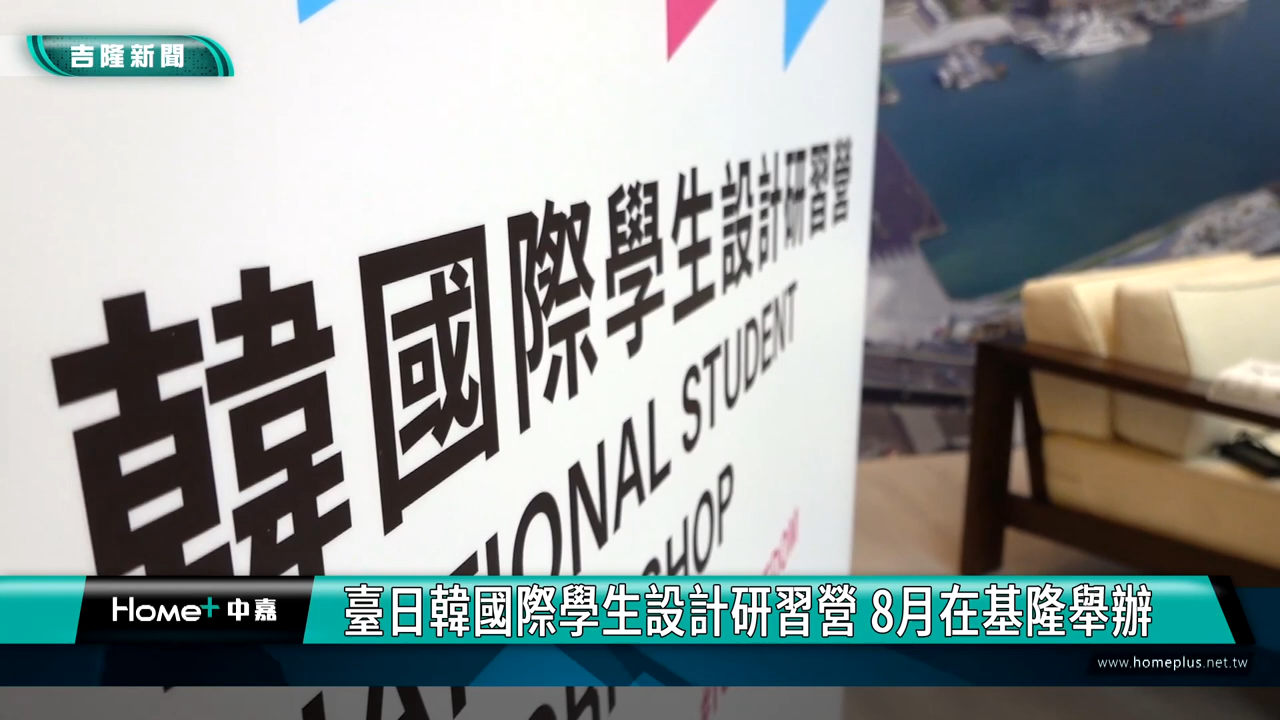 吉隆新聞
韓國際學生設計研習營
TIONAL STUDENT
SHOP
Home+ 中嘉
臺日韓國際學生設計研習營 8月在基隆舉辦
www.homeplus.net.tw